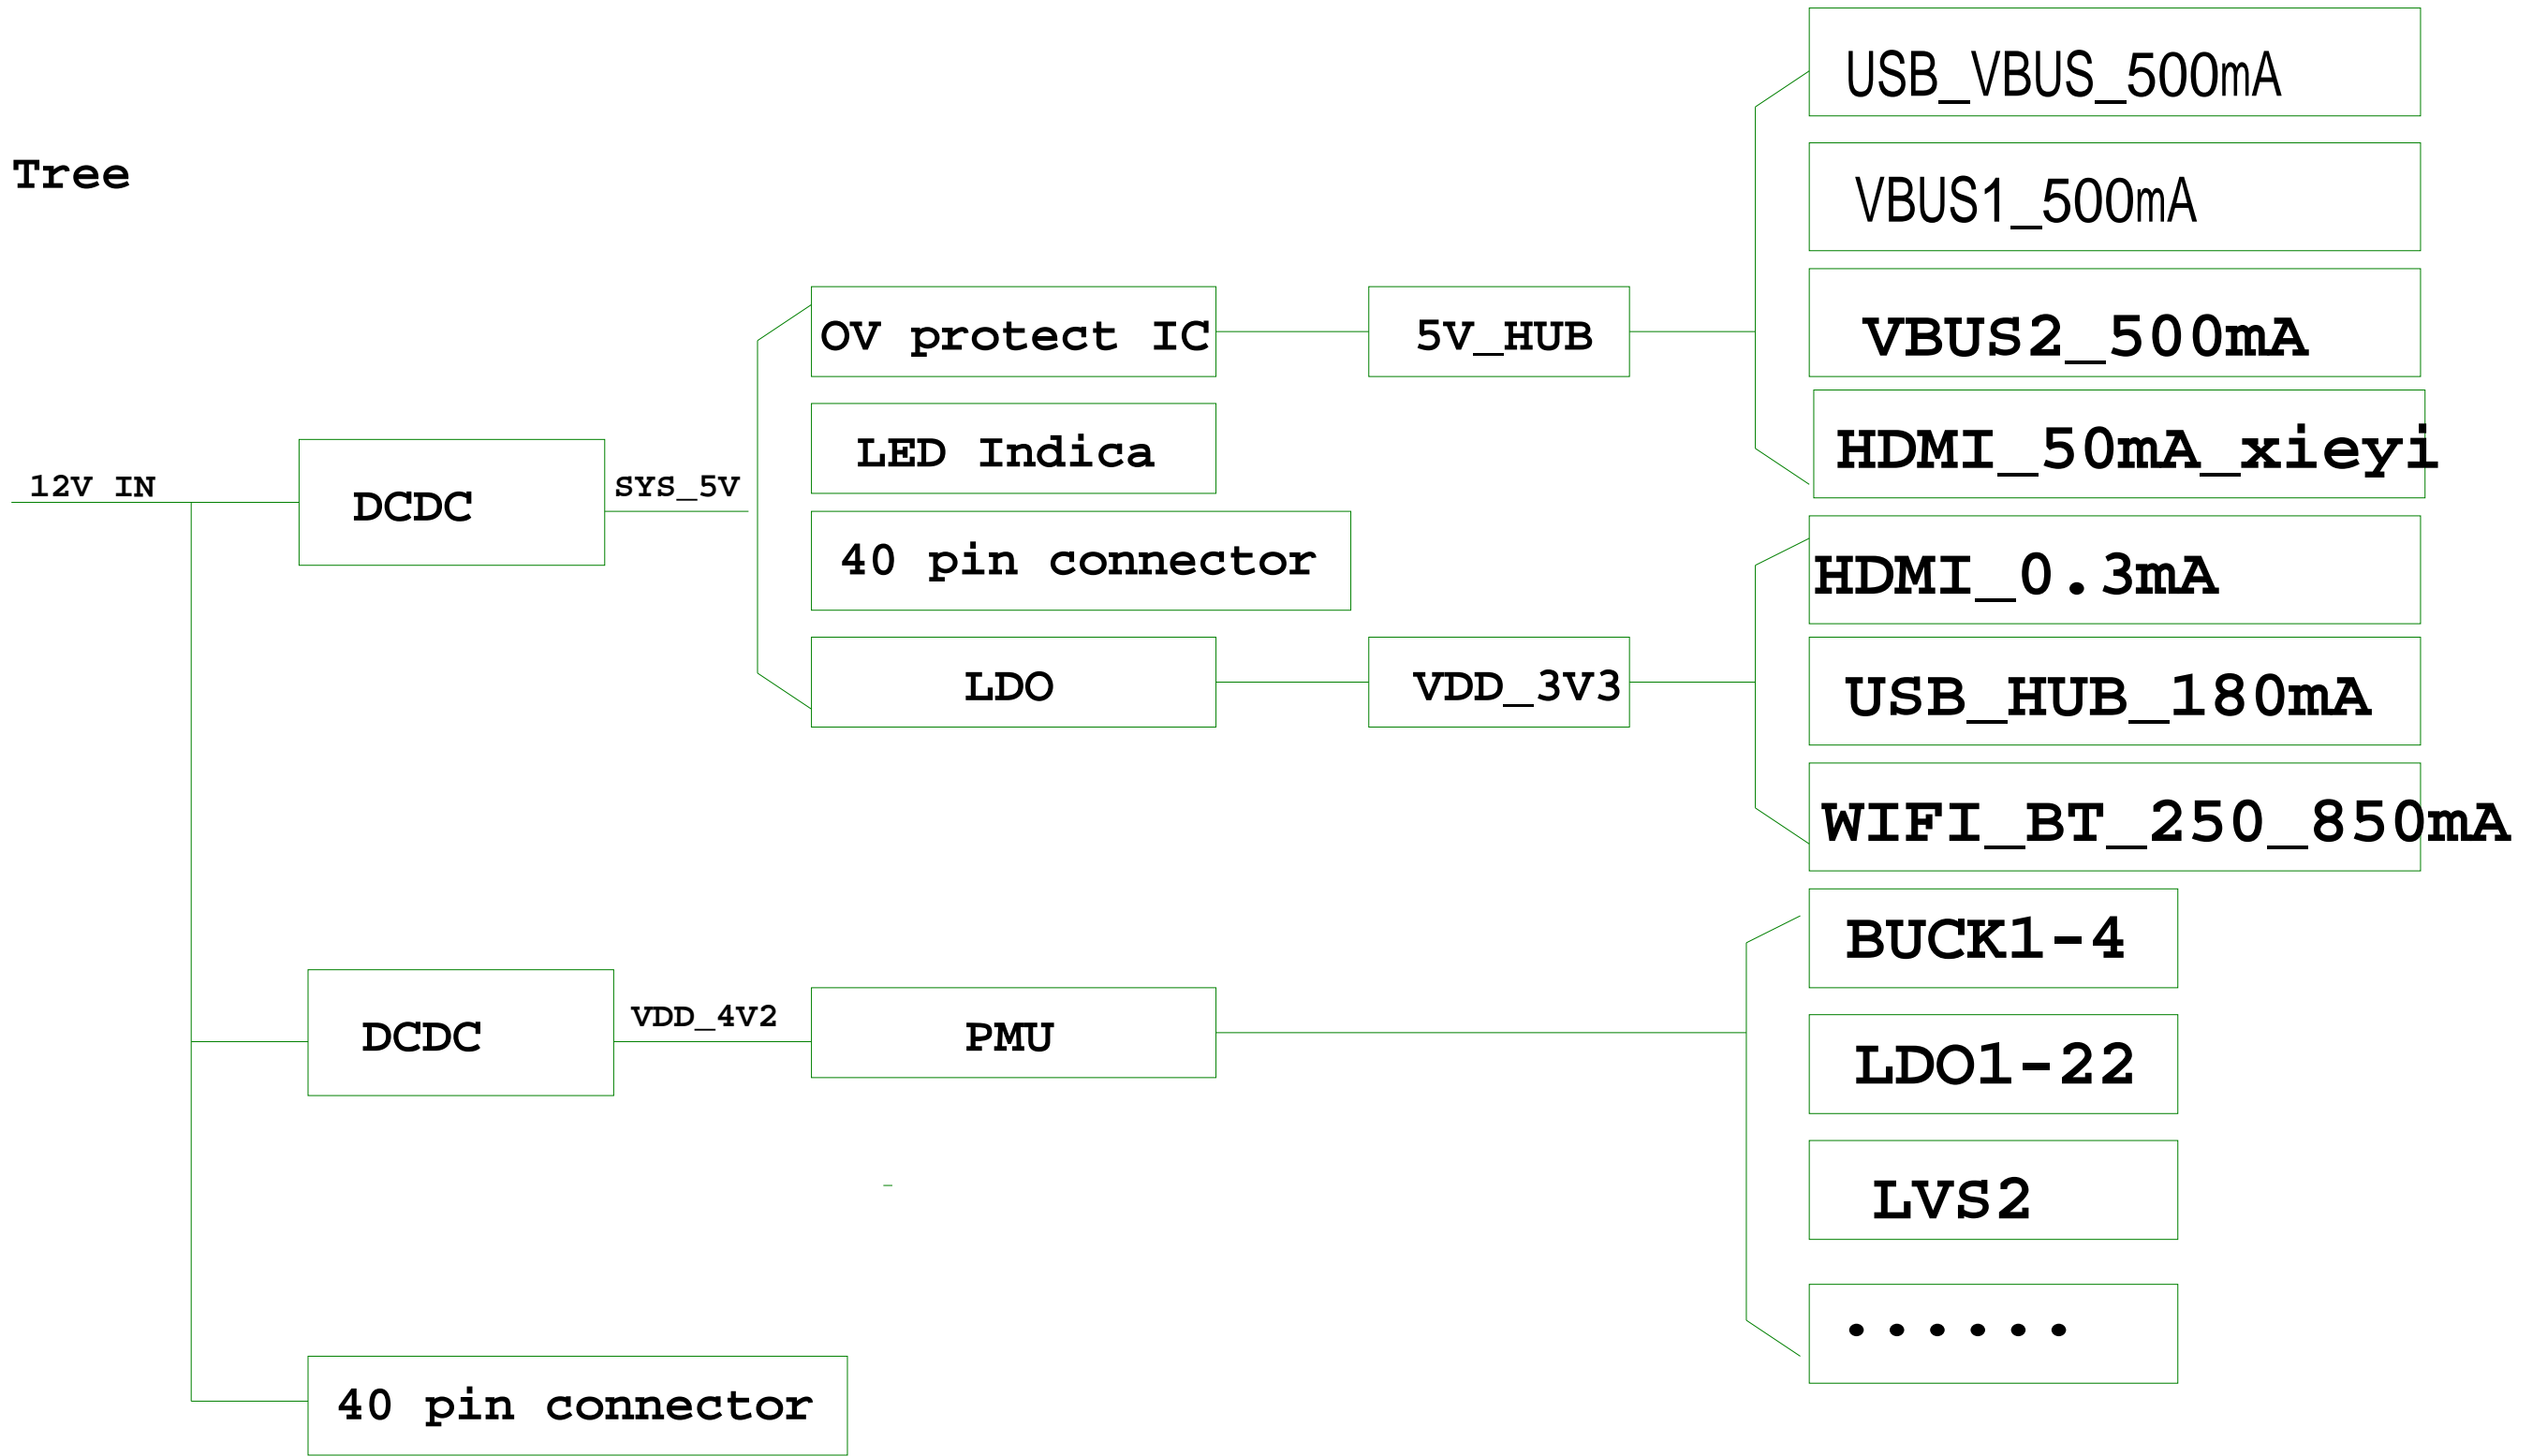 Tree
12V IN
DCDC
SYS_5V
OV protect IC
5V_HUB
USB_VBUS_500mA
VBUS1_500mA
VBUS2_500mA
HDMI_50mA_xieyi
LED Indica
40 pin connector
LDO
VDD_3V3
HDMI_0.3mA
USB_HUB_180mA
WIFI_BT_250_850mA
DCDC
VDD_4V2
PMU
BUCK1-4
LDO1-22
LVS2
......
40 pin connector